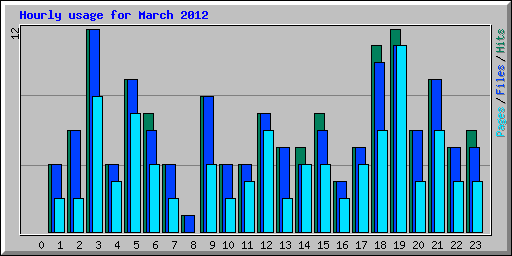 Hourly usage for March 2012
12
Pages/Files/Hits
0 1 2 3 4 5 6 7 8 9 10 11 12 13 14 15 16 17 18 19 20 21 22 23